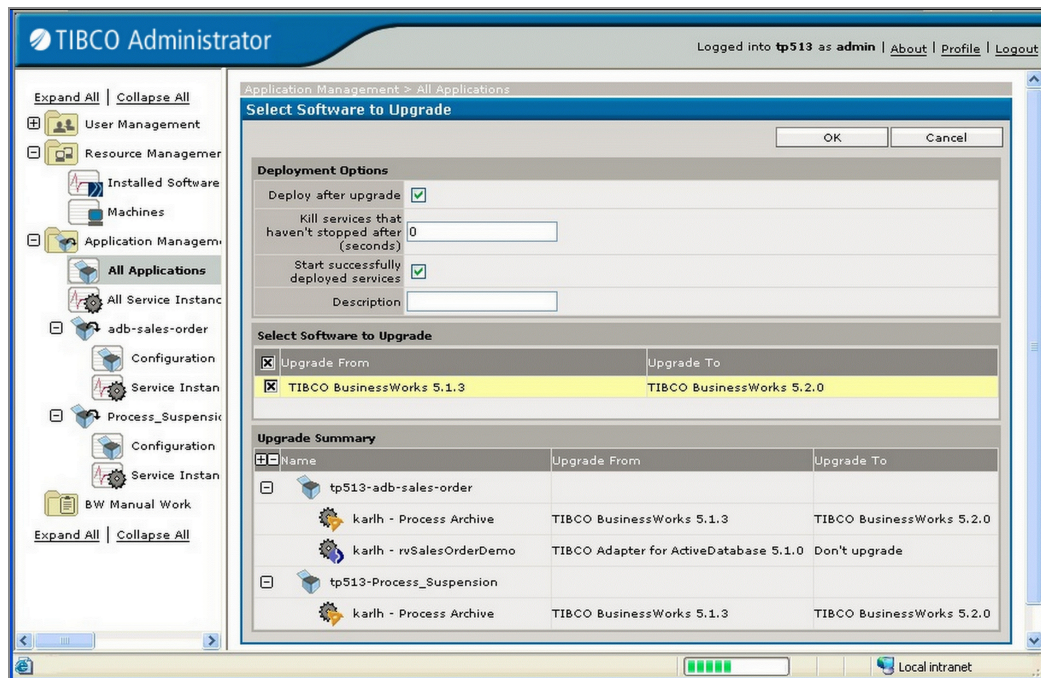 TIBCO Administrator
Logged into tp513 as admin | About | Profile | Logout
Expand All | Collapse All
User Management
Resource Managemer
Installed Software
Machines
Application Managem
All Applications
All Service Instanc
adb-sales-order
Configuration
Service Instan
Process_Suspensic
Configuration
Service Instan
BW Manual Work
Expand All | Collapse All
Application Management > All Applications
Select Software to Upgrade
OK Cancel
Deployment Options
Deploy after upgrade
Kill services that
haven't stopped after 0
(seconds)
Start successfully
deployed services
Description
Select Software to Upgrade
Upgrade From Upgrade To
TIBCO BusinessWorks 5.1.3 TIBCO BusinessWorks 5.2.0
Upgrade Summary
Name Upgrade From Upgrade To
tp513-adb-sales-order
karlh - Process Archive TIBCO BusinessWorks 5.1.3 TIBCO BusinessWorks 5.2.0
karlh - rvSalesOrderDemo TIBCO Adapter for ActiveDatabase 5.1.0 Don't upgrade
tp513-Process_Suspension
karlh - Process Archive TIBCO BusinessWorks 5.1.3 TIBCO BusinessWorks 5.2.0
Local intranet